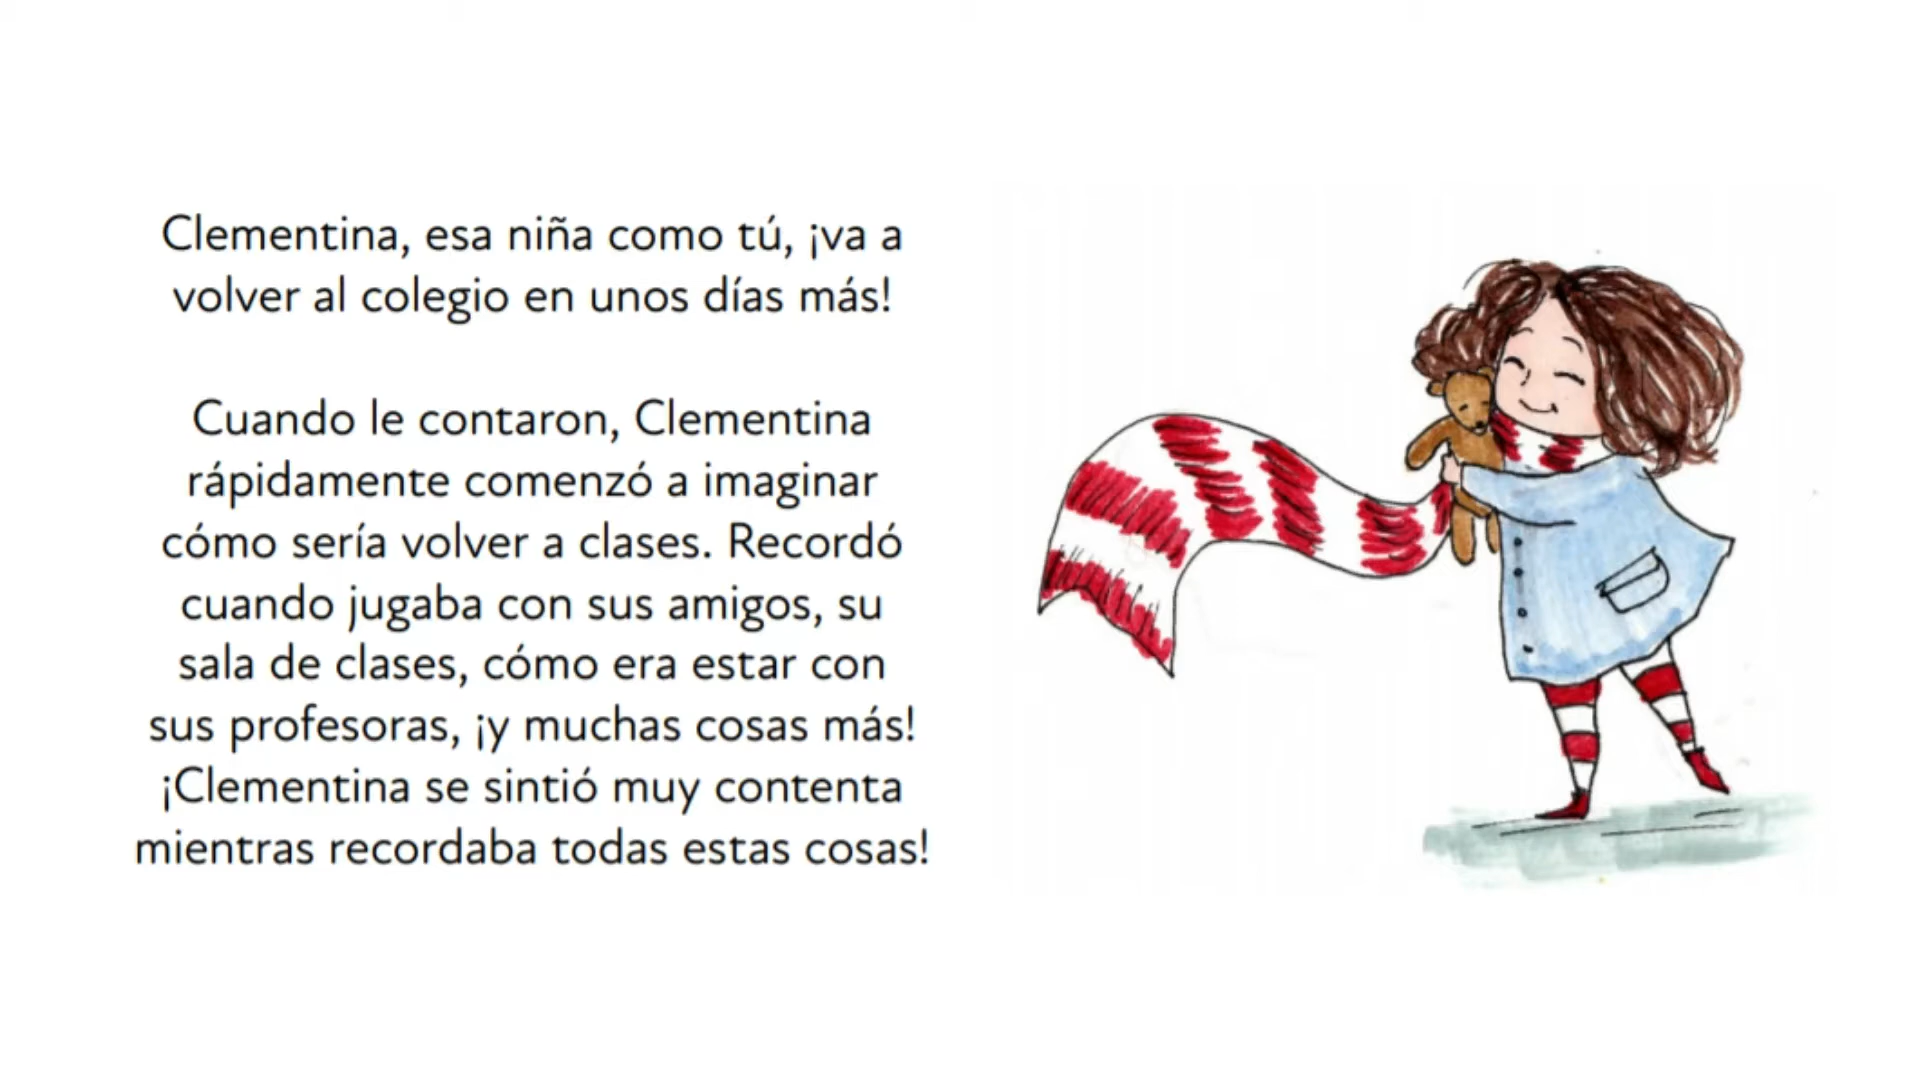 Clementina, esa niña como tú, ¡va a
volver al colegio en unos días más!
Cuando le contaron, Clementina
rápidamente comenzó a imaginar
cómo sería volver a clases. Recordó
cuando jugaba con sus amigos, su
sala de clases, cómo era estar con
sus profesoras, ¡y muchas cosas más!
¡Clementina se sintió muy contenta
mientras recordaba todas estas cosas!